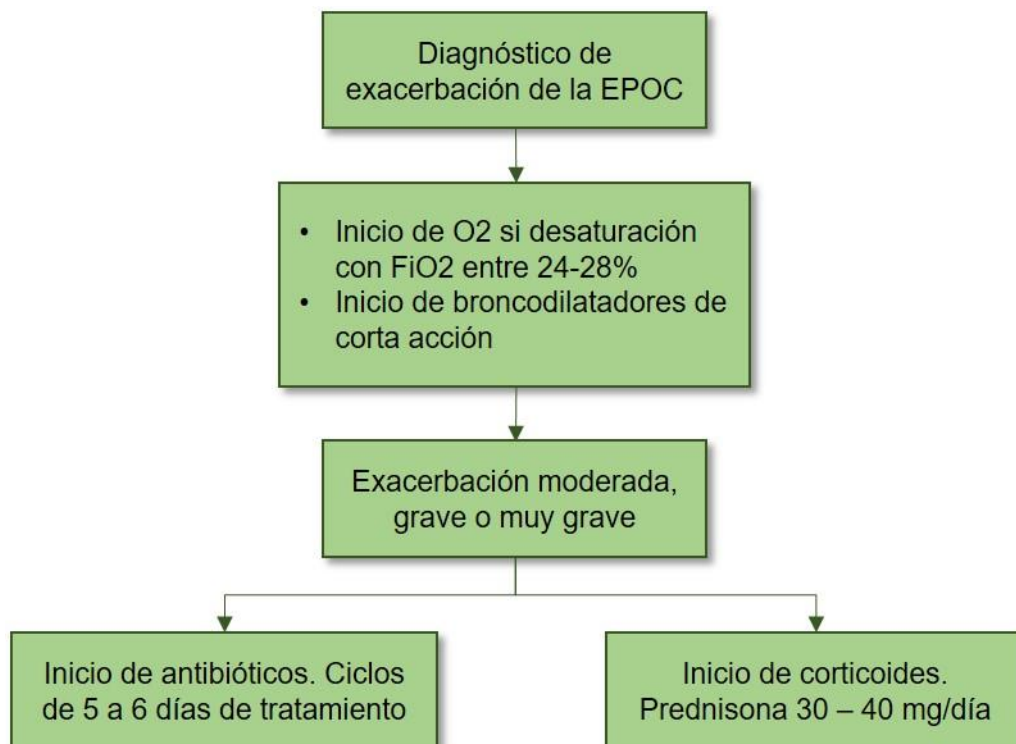 Diagnóstico de
exacerbación de la EPOC
• Inicio de O2 si desaturación
con FiO2 entre 24-28%
• Inicio de broncodilatadores de
corta acción
Exacerbación moderada,
grave o muy grave
Inicio de antibióticos. Ciclos
de 5 a 6 días de tratamiento
Inicio de corticoides.
Prednisona 30 – 40 mg/día